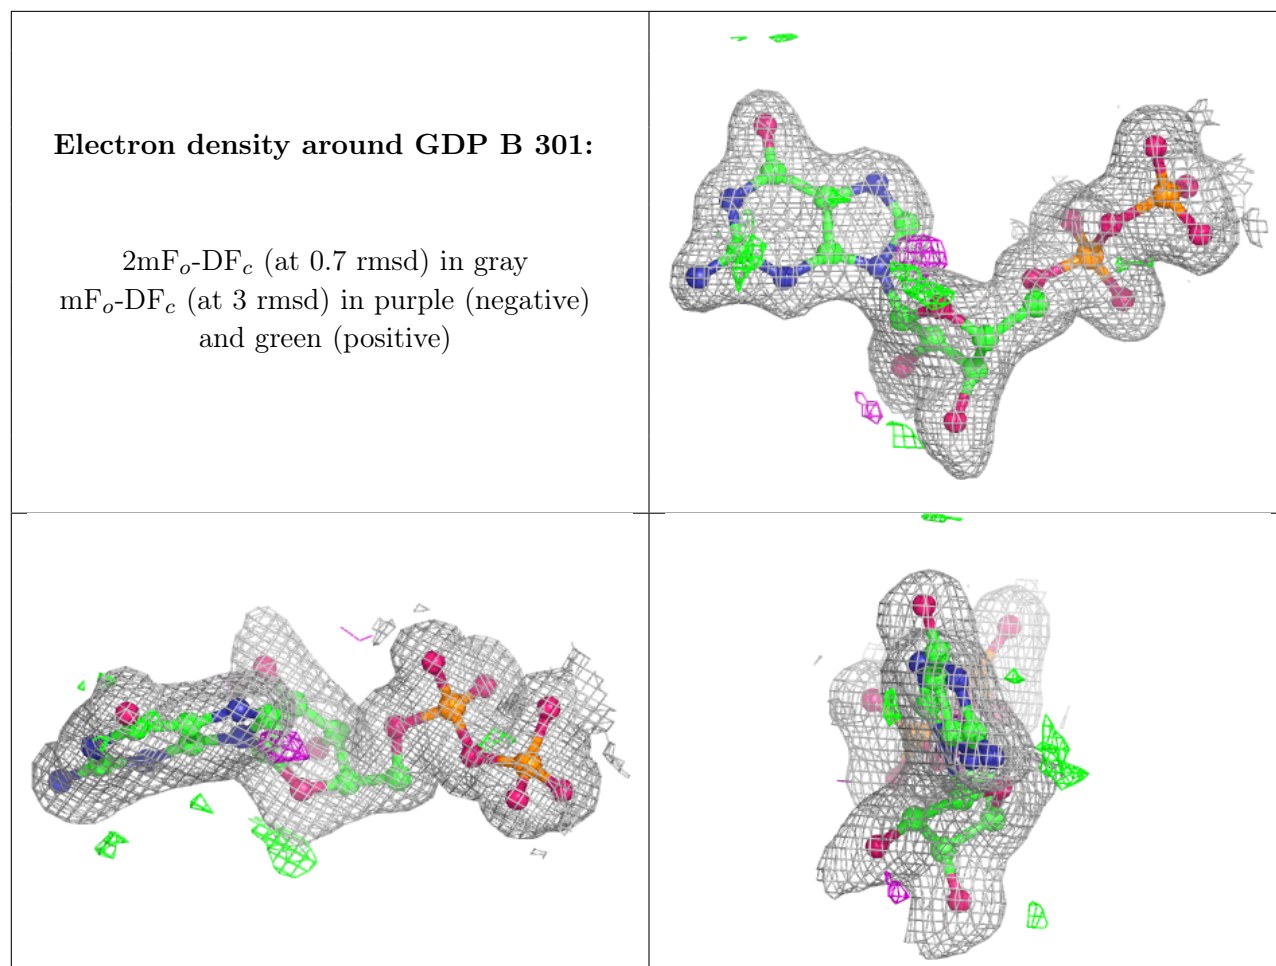 Electron density around GDP B 301:
2mFo-DFc (at 0.7 rmsd) in gray
mFo-DFc (at 3 rmsd) in purple (negative)
and green (positive)